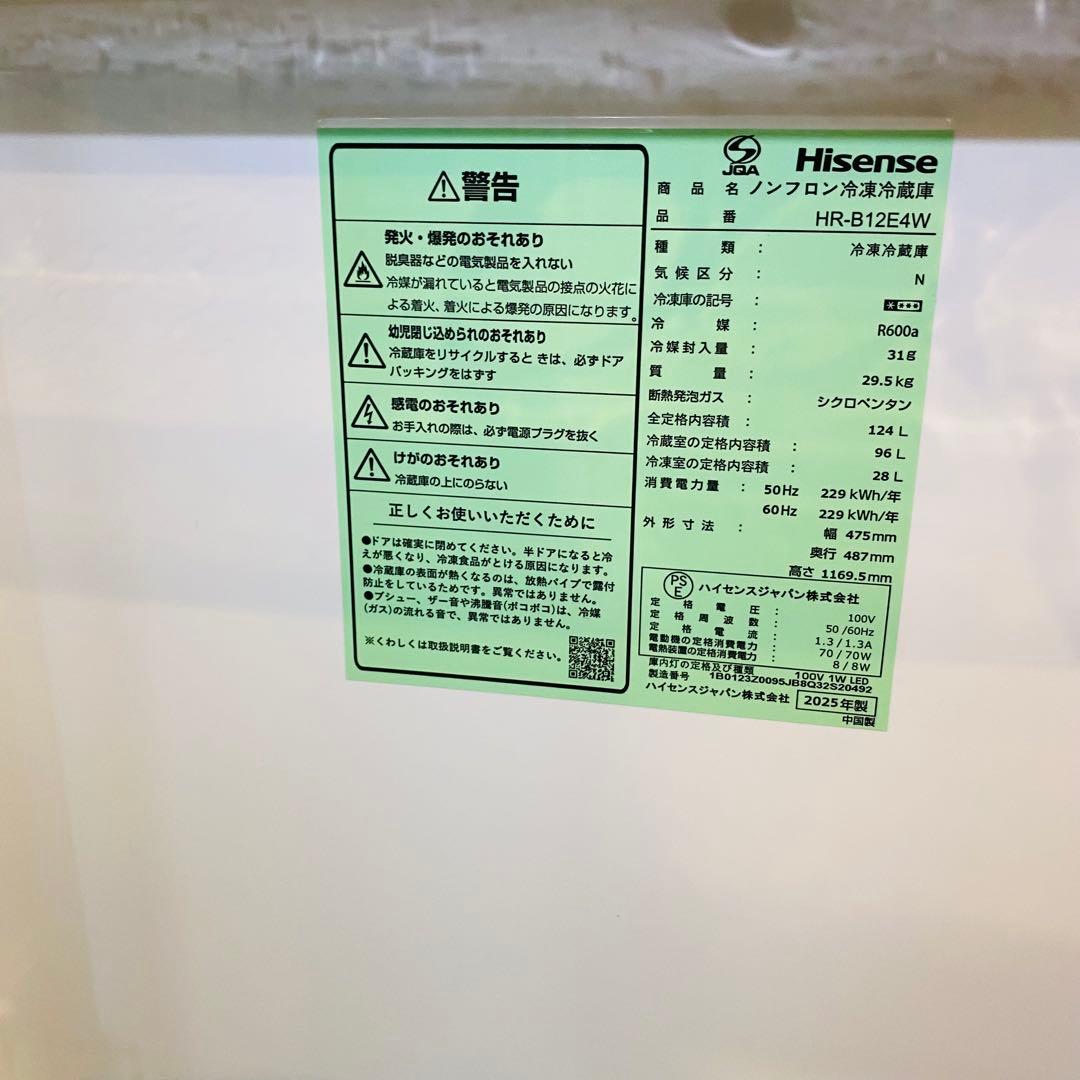 警告
発火・爆発のおそれあり
脱臭器などの電気製品を入れない
冷媒が漏れていると電気製品の接点の火花に
よる着火、着火による爆発の原因になります。
幼児閉じ込められのおそれあり
冷蔵庫をリサイクルするときは、必ずドア
パッキングをはずす
感電のおそれあり
お手入れの際は、必ず電源プラグを抜く
けがのおそれあり
冷蔵庫の上にのらない
正しくお使いいただくために
●ドアは確実に閉めてください。半ドアになると冷
えが悪くなり、冷凍食品がとける原因になります。
●冷蔵庫の表面が熱くなるのは、放熱パイプで露付
防止をしているためです。異常ではありません。
●プシュー、ザー音や沸騰音(ボコボコ)は、冷媒
(ガス)の流れる音で、異常ではありません。
※くわしくは取扱説明書をご覧ください。
JQA Hisense
商品名 ノンフロン冷凍冷蔵庫
品番 HR-B12E4W
種類 : 冷凍冷蔵庫
気候区分 : N
冷凍庫の記号 : ****
冷媒 : R600a
冷媒封入量 : 31g
質量 : 29.5kg
断熱発泡ガス : シクロペンタン
全定格内容積 : 124 L
冷蔵室の定格内容積 : 96 L
冷凍室の定格内容積 : 28 L
消費電力量 : 50Hz 229 kWh/年
60Hz 229 kWh/年
外形寸法 : 幅 475mm
奥行 487mm
高さ 1169.5mm
PSE ハイセンスジャパン株式会社
定格電圧 : 100V
定格周波数 : 50/60Hz
定格電流 : 1.3/1.3A
電動機の定格消費電力 : 70/70W
電熱装置の定格消費電力 : 8/8W
庫内灯の定格及び種類 100V 1W LED
製造番号 1B0123Z0095JB8Q32S20492
ハイセンスジャパン株式会社 2025年製
中国製